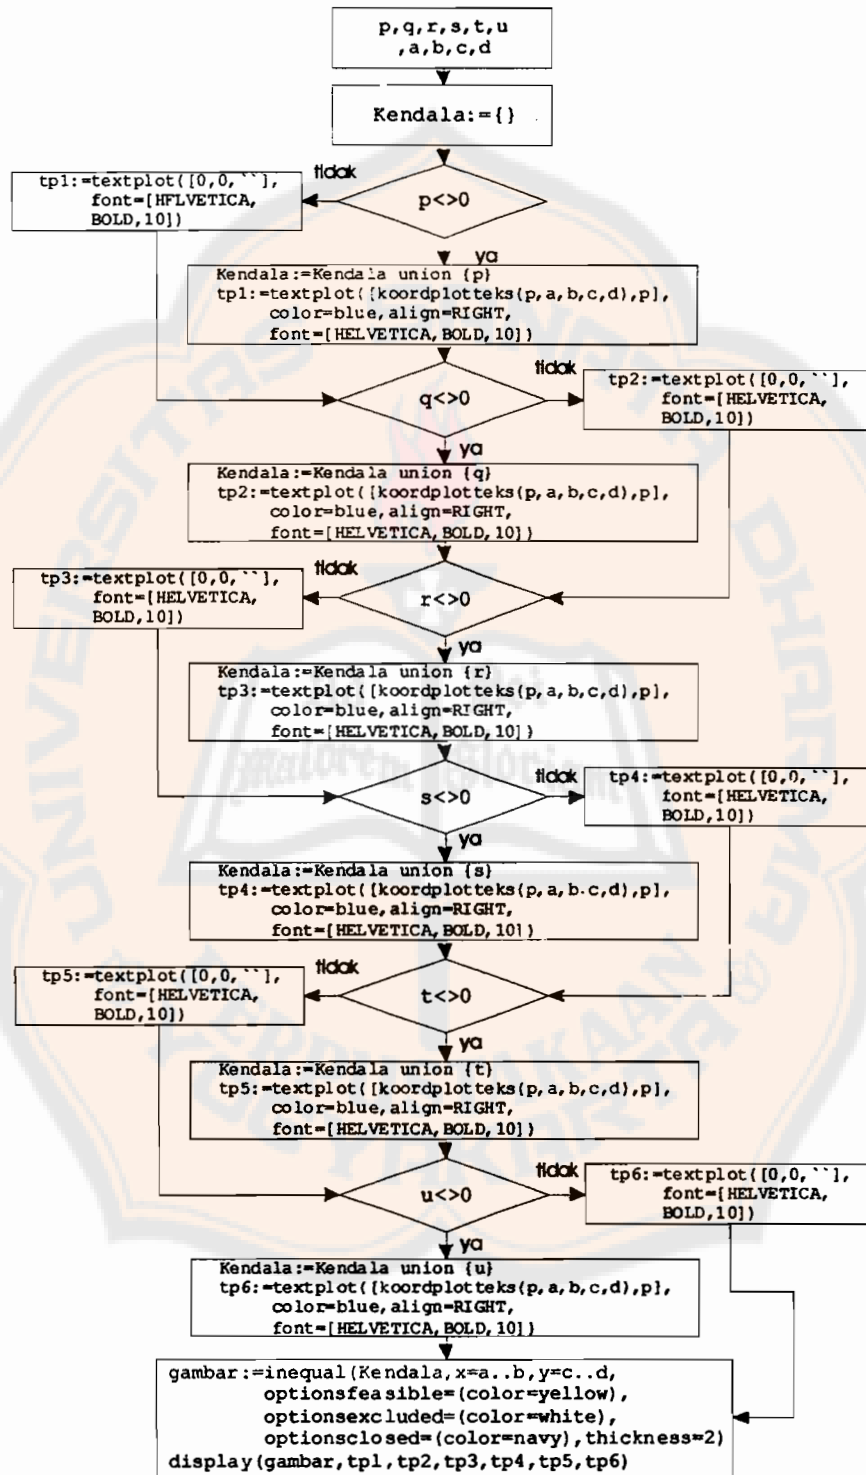 p,q,r,s,t,u
,a,b,c,d
Kendala:={}
tidak
tp1:=textplot([0,0,``],
font=[HELVETICA,
BOLD,10])
p<>0
ya
Kendala:=Kendala union {p}
tp1:=textplot([koordplotteks(p,a,b,c,d),p],
color=blue,align=RIGHT,
font=[HELVETICA,BOLD,10])
tidak
q<>0
tp2:=textplot([0,0,``],
font=[HELVETICA,
BOLD,10])
ya
Kendala:=Kendala union {q}
tp2:=textplot([koordplotteks(p,a,b,c,d),p],
color=blue,align=RIGHT,
font=[HELVETICA,BOLD,10])
tidak
tp3:=textplot([0,0,``],
font=[HELVETICA,
BOLD,10])
r<>0
ya
Kendala:=Kendala union {r}
tp3:=textplot([koordplotteks(p,a,b,c,d),p],
color=blue,align=RIGHT,
font=[HELVETICA,BOLD,10])
tidak
s<>0
tp4:=textplot([0,0,``],
font=[HELVETICA,
BOLD,10])
ya
Kendala:=Kendala union {s}
tp4:=textplot([koordplotteks(p,a,b,c,d),p],
color=blue,align=RIGHT,
font=[HELVETICA,BOLD,10])
tidak
tp5:=textplot([0,0,``],
font=[HELVETICA,
BOLD,10])
t<>0
ya
Kendala:=Kendala union {t}
tp5:=textplot([koordplotteks(p,a,b,c,d),p],
color=blue,align=RIGHT,
font=[HELVETICA,BOLD,10])
tidak
u<>0
tp6:=textplot([0,0,``],
font=[HELVETICA,
BOLD,10])
ya
Kendala:=Kendala union {u}
tp6:=textplot([koordplotteks(p,a,b,c,d),p],
color=blue,align=RIGHT,
font=[HELVETICA,BOLD,10])
gambar:=inequal(Kendala,x=a..b,y=c..d,
optionsfeasible=(color=yellow),
optionsexcluded=(color=white),
optionsclosed=(color=navy),thickness=2)
display(gambar,tp1,tp2,tp3,tp4,tp5,tp6)
UNIVERSITAS SANATA DHARMA
YOGYAKARTA